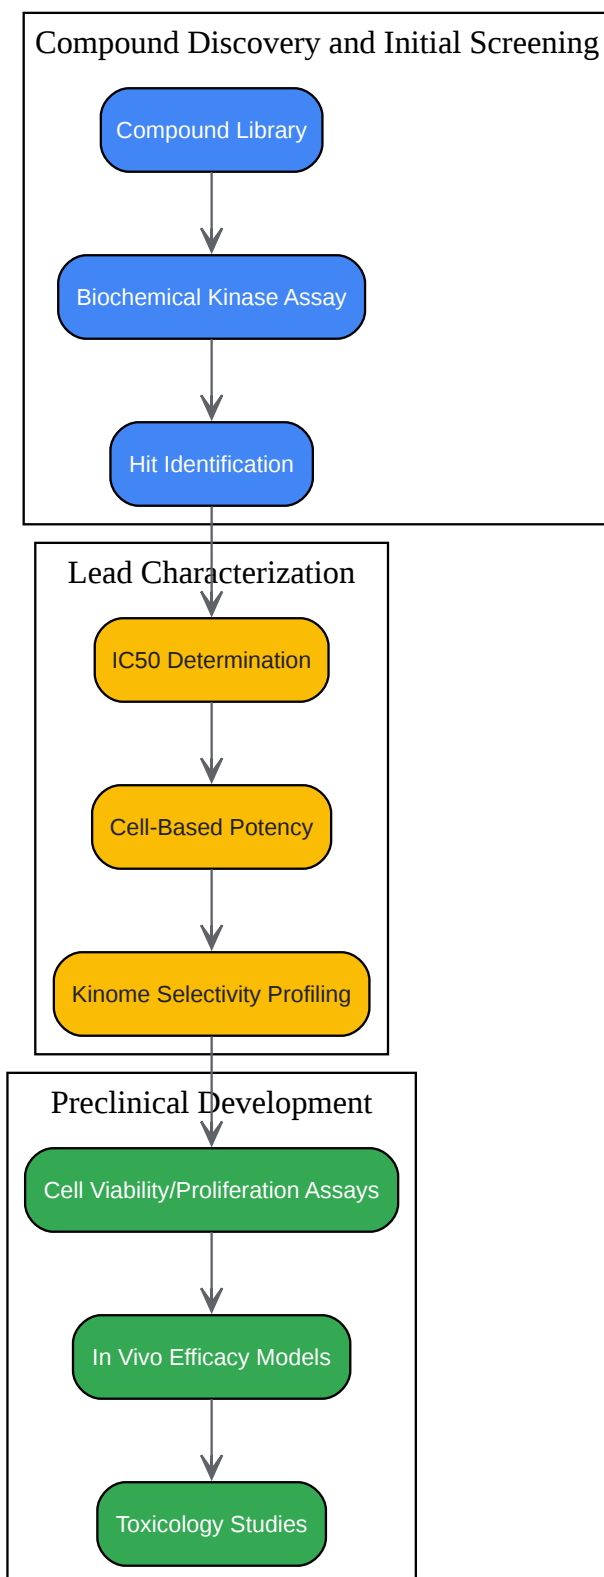 Compound Discovery and Initial Screening
Compound Library
Biochemical Kinase Assay
Hit Identification
Lead Characterization
IC50 Determination
Cell-Based Potency
Kinome Selectivity Profiling
Preclinical Development
Cell Viability/Proliferation Assays
In Vivo Efficacy Models
Toxicology Studies